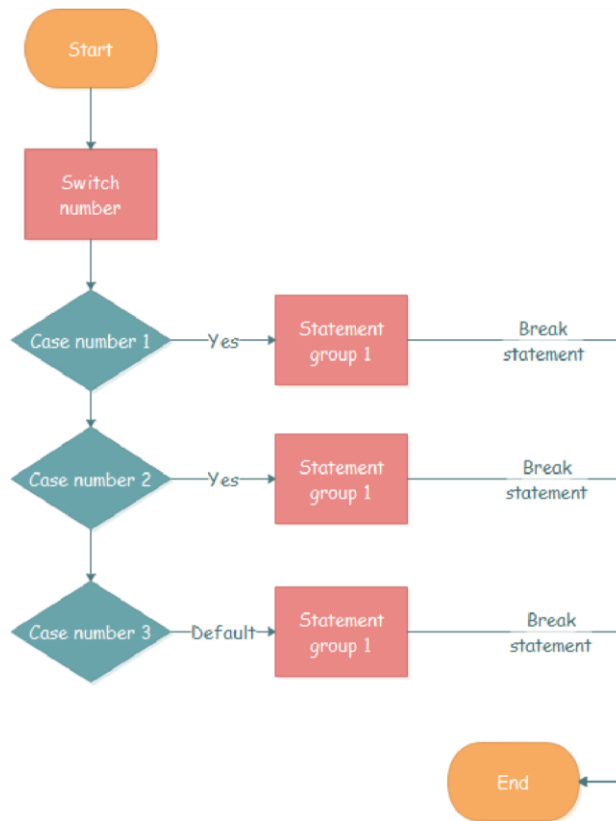 Start
Switch
number
Case number 1
Yes
Statement
group 1
Break
statement
Case number 2
Yes
Statement
group 1
Break
statement
Case number 3
Default
Statement
group 1
Break
statement
End